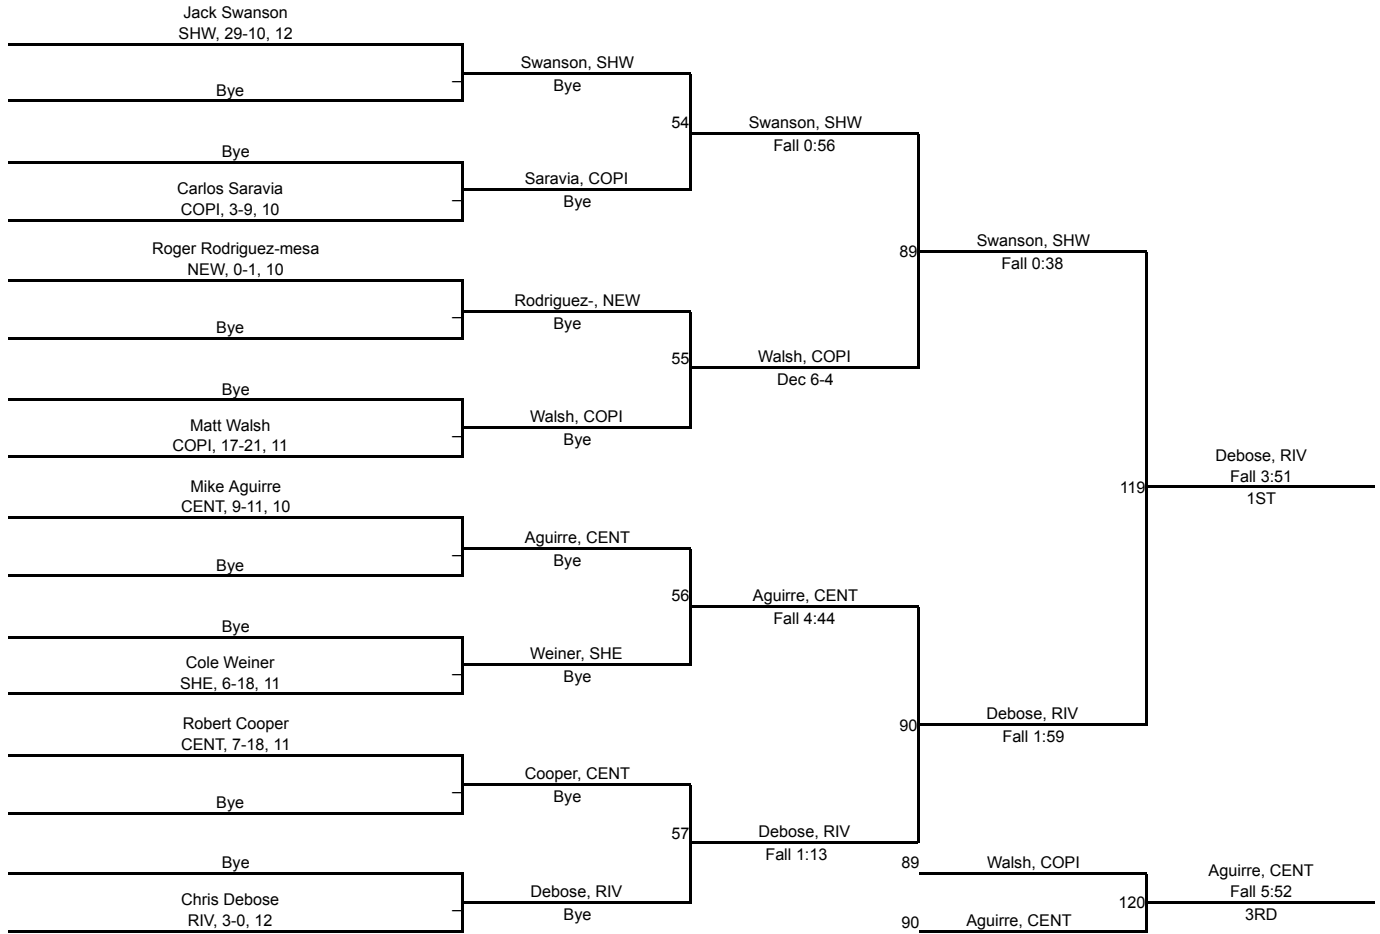 Jack Swanson
SHW, 29-10, 12
Bye
Bye
Carlos Saravia
COPI, 3-9, 10
Roger Rodriguez-mesa
NEW, 0-1, 10
Bye
Bye
Matt Walsh
COPI, 17-21, 11
Mike Aguirre
CENT, 9-11, 10
Bye
Bye
Cole Weiner
SHE, 6-18, 11
Robert Cooper
CENT, 7-18, 11
Bye
Bye
Chris Debose
RIV, 3-0, 12
Swanson, SHW
Bye
Saravia, COPI
Bye
Rodriguez-, NEW
Bye
Walsh, COPI
Bye
Aguirre, CENT
Bye
Weiner, SHE
Bye
Cooper, CENT
Bye
Debose, RIV
Bye
54
Swanson, SHW
Fall 0:56
55
Walsh, COPI
Dec 6-4
56
Aguirre, CENT
Fall 4:44
57
Debose, RIV
Fall 1:13
89
Swanson, SHW
Fall 0:38
90
Debose, RIV
Fall 1:59
119
Debose, RIV
Fall 3:51
1ST
89
Walsh, COPI
90
Aguirre, CENT
120
Aguirre, CENT
Fall 5:52
3RD